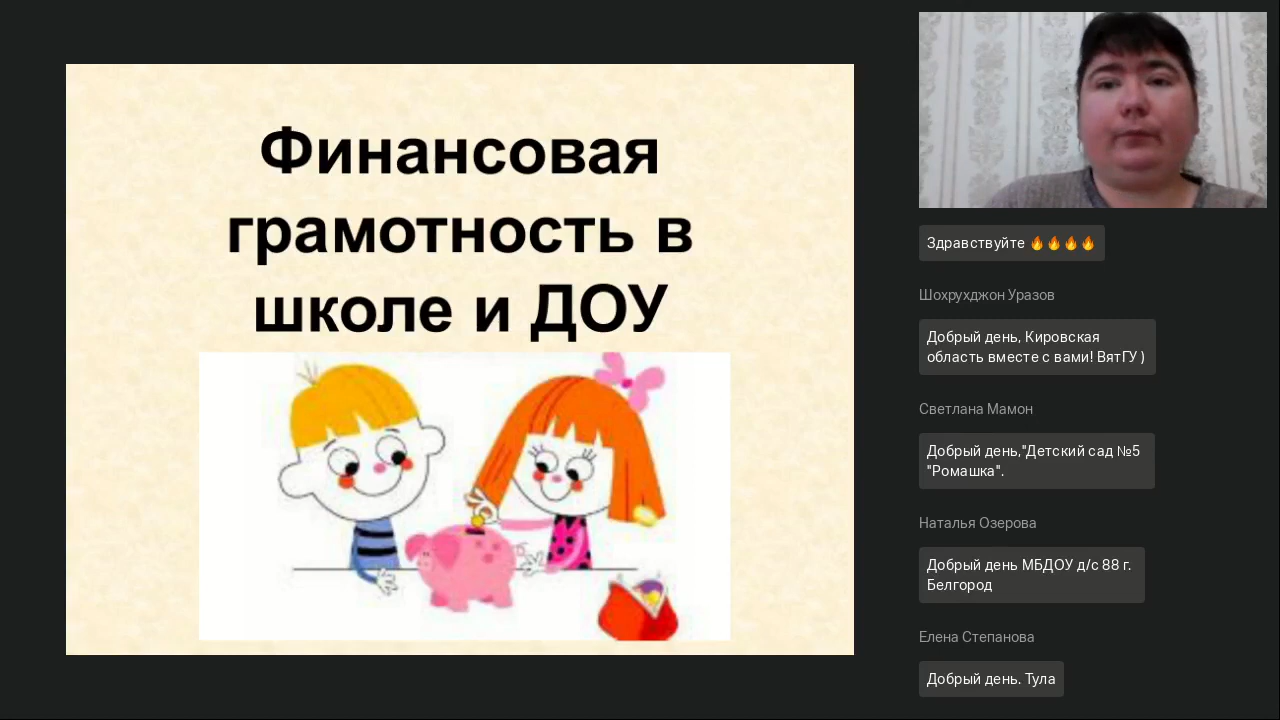 Финансовая
грамотность в
школе и ДОУ
Здравствуйте 🔥🔥🔥🔥
Шохрухджон Уразов
Добрый день, Кировская
область вместе с вами! ВятГУ )
Светлана Мамон
Добрый день,"Детский сад №5
"Ромашка".
Наталья Озерова
Добрый день МБДОУ д/с 88 г.
Белгород
Елена Степанова
Добрый день. Тула